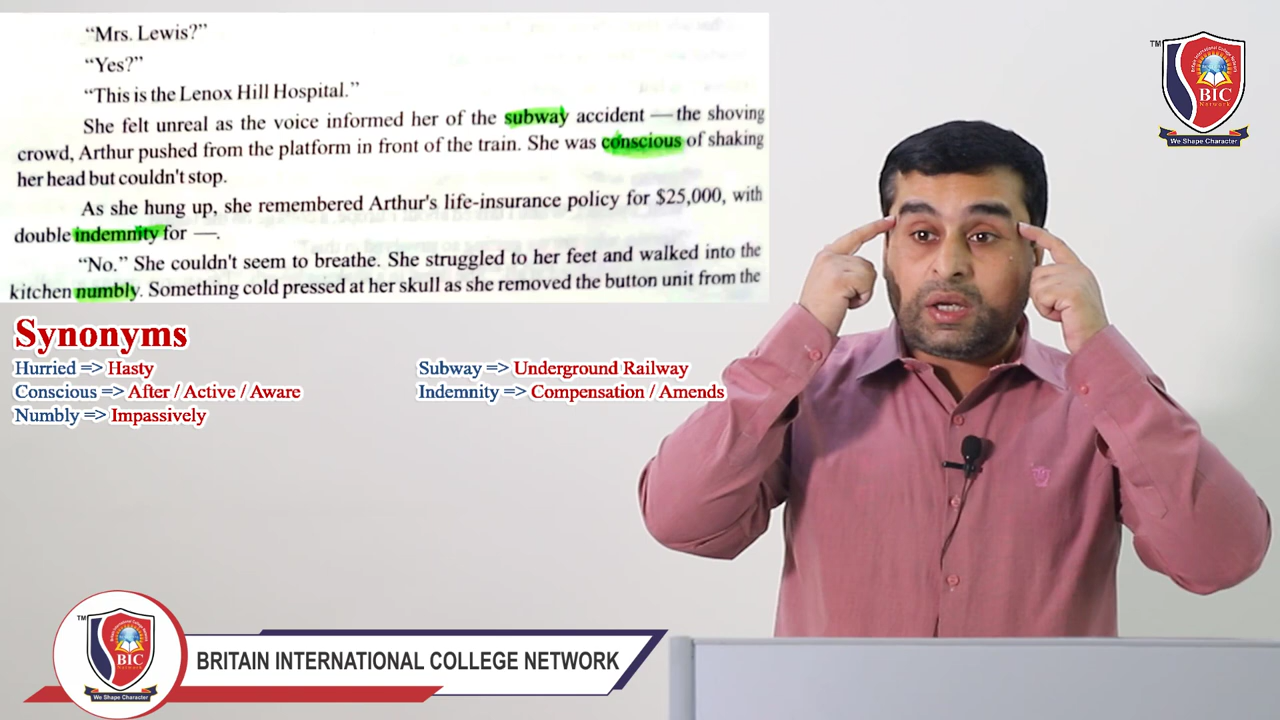 “Mrs. Lewis?”
“Yes?”
“This is the Lenox Hill Hospital.”
She felt unreal as the voice informed her of the subway accident — the shoving
crowd, Arthur pushed from the platform in front of the train. She was conscious of shaking
her head but couldn't stop.
As she hung up, she remembered Arthur's life-insurance policy for $25,000, with
double indemnity for —.
“No.” She couldn't seem to breathe. She struggled to her feet and walked into the
kitchen numbly. Something cold pressed at her skull as she removed the button unit from the
Synonyms
Hurried => Hasty
Subway => Underground Railway
Conscious => After / Active / Aware
Indemnity => Compensation / Amends
Numbly => Impassively
TM
BIC
Network
We Shape Character
TM
BIC
Network
We Shape Character
BRITAIN INTERNATIONAL COLLEGE NETWORK